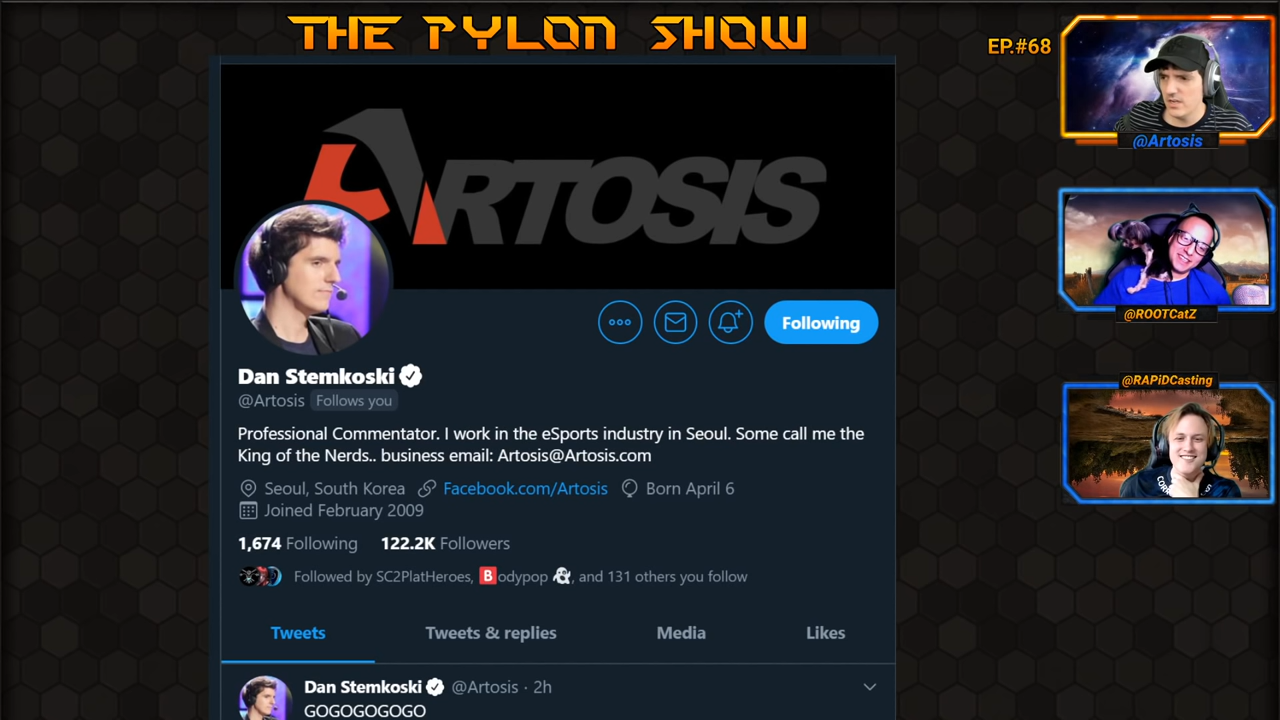 THE PYLON SHOW
EP.#68
@Artosis
ARTOSIS
@ROOTCatZ
@RAPiDCasting
Following
Dan Stemkoski
@Artosis Follows you
Professional Commentator. I work in the eSports industry in Seoul. Some call me the
King of the Nerds.. business email: Artosis@Artosis.com
Seoul, South Korea Facebook.com/Artosis Born April 6
Joined February 2009
1,674 Following 122.2K Followers
Followed by SC2PlatHeroes, 🅱odypop 👻, and 131 others you follow
Tweets Tweets & replies Media Likes
Dan Stemkoski @Artosis · 2h
GOGOGOGOGO